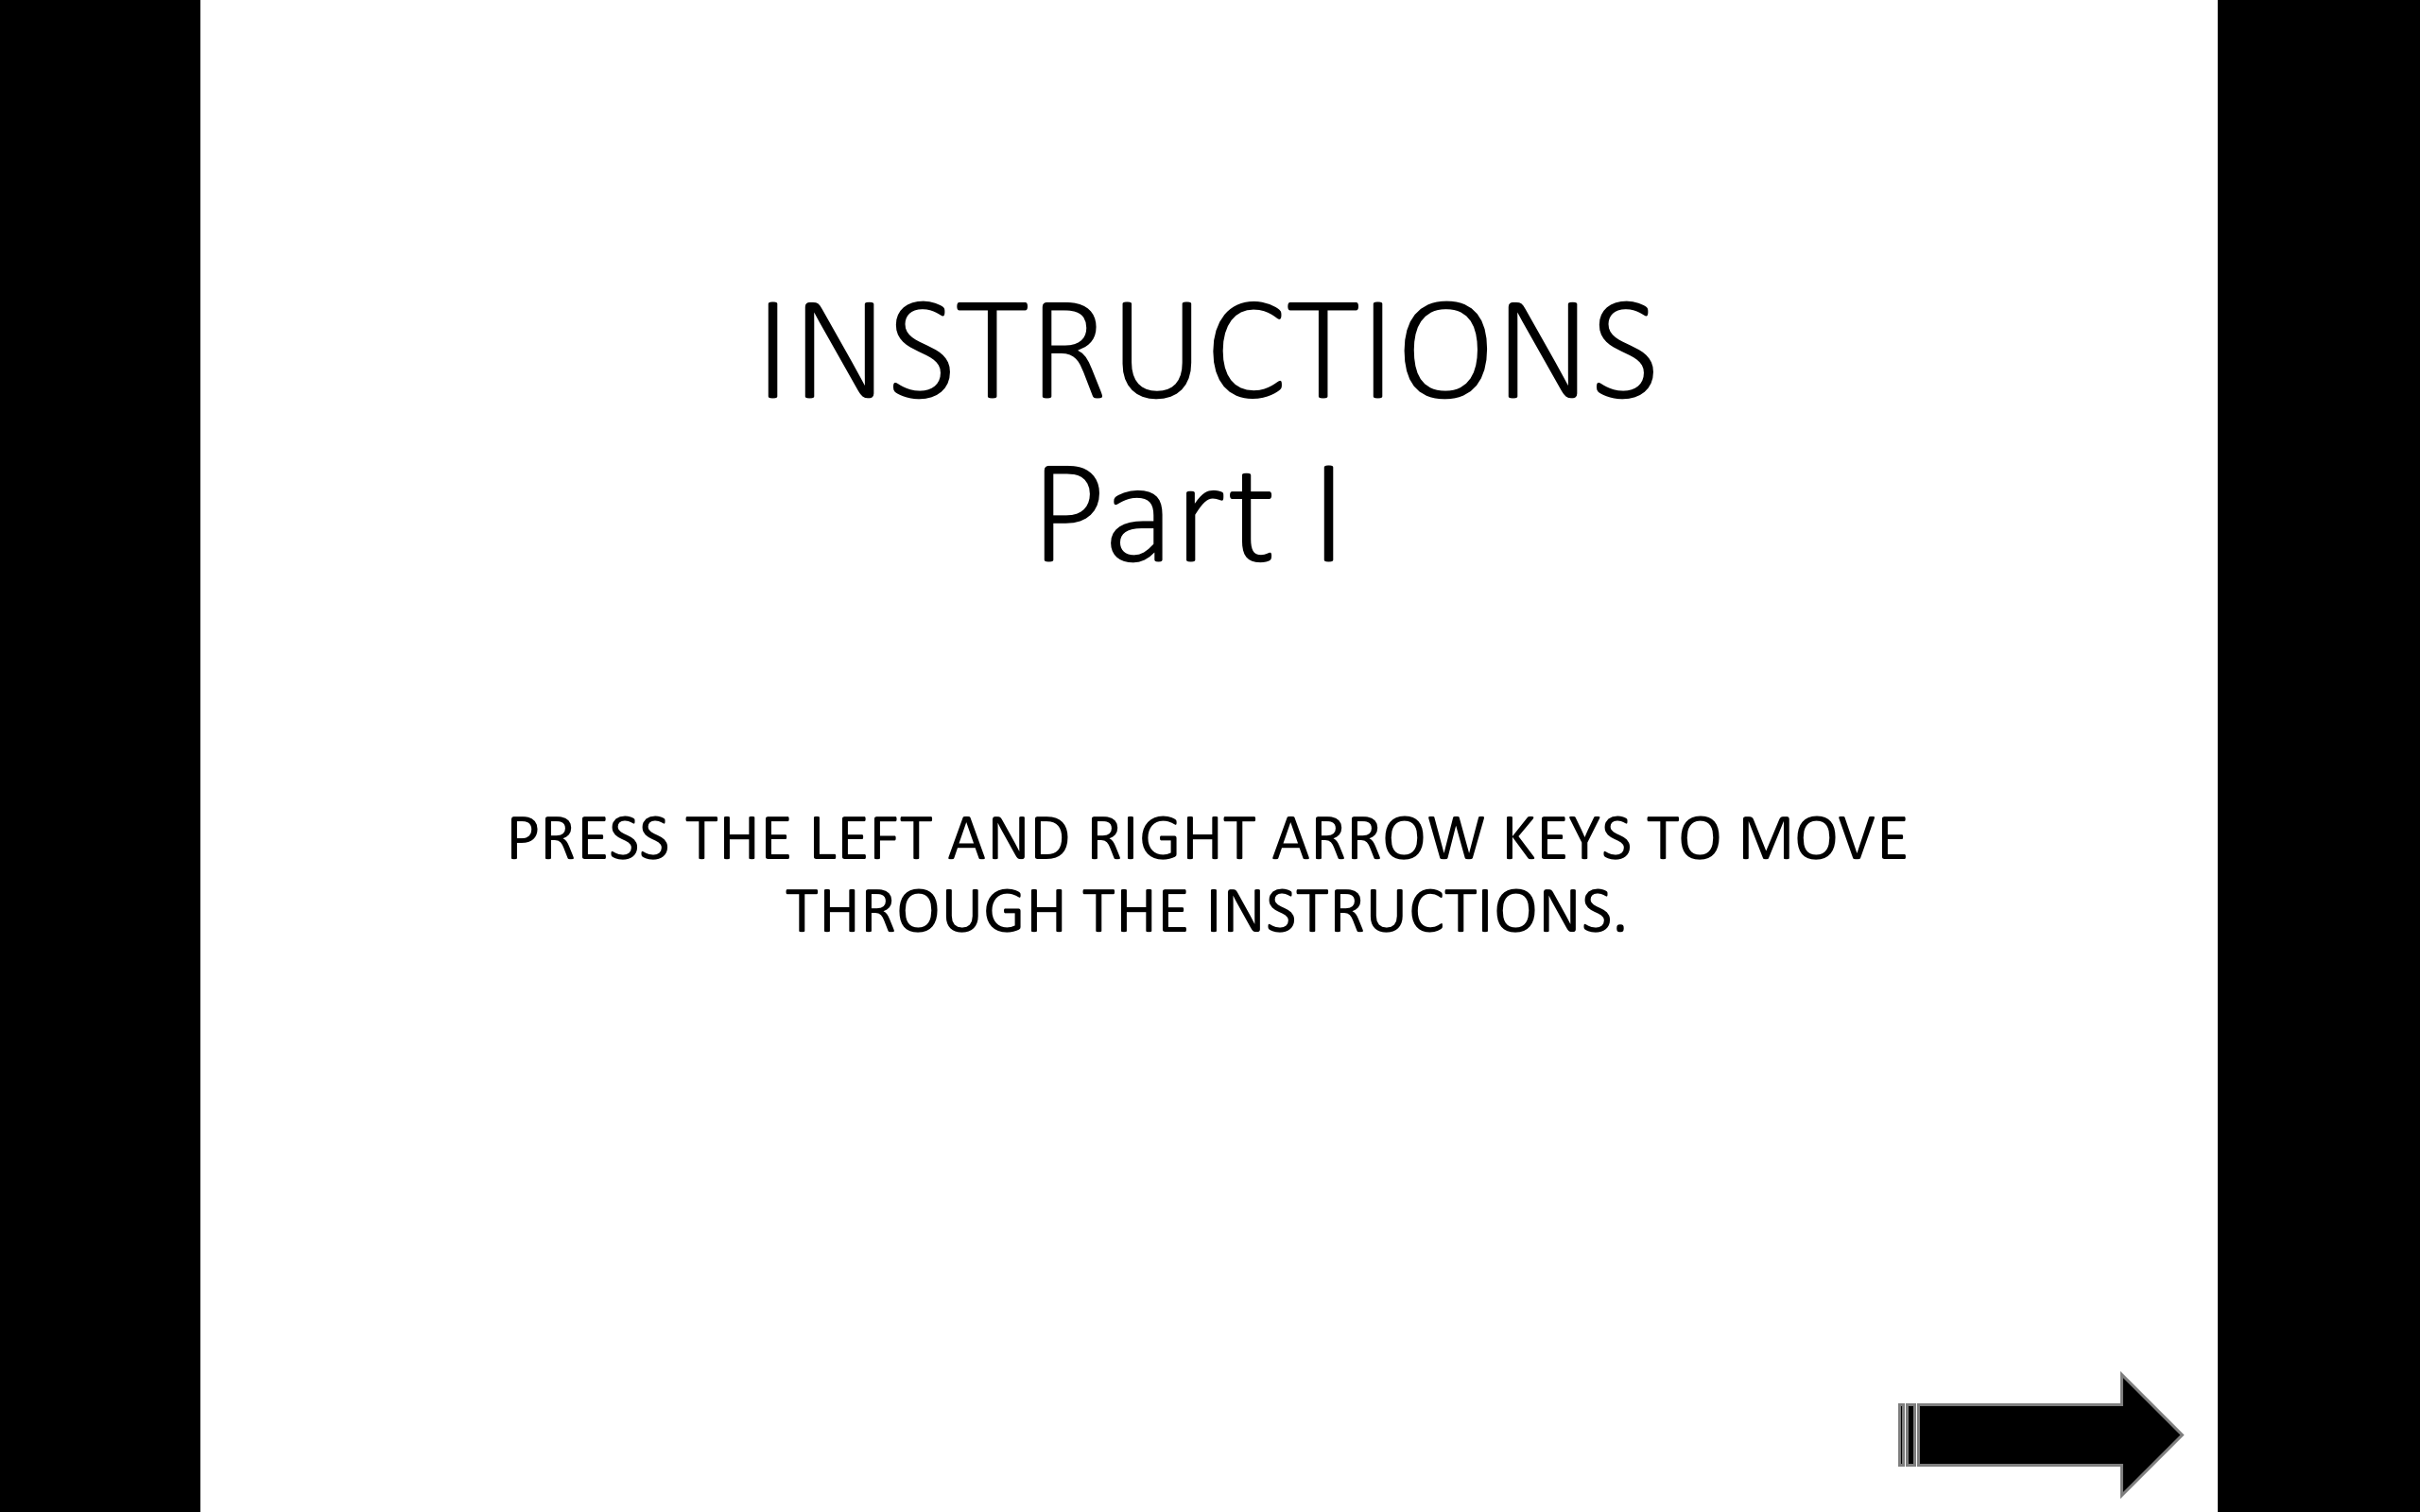 INSTRUCTIONS
Part I
PRESS THE LEFT AND RIGHT ARROW KEYS TO MOVE
THROUGH THE INSTRUCTIONS.